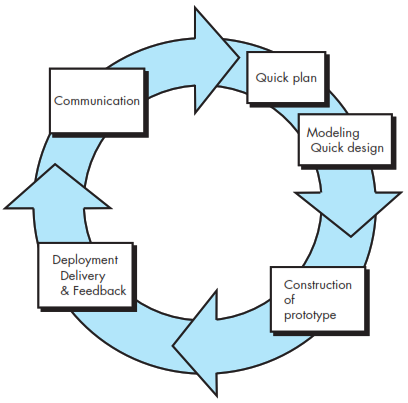 Communication
Quick plan
Modeling
Quick design
Construction
of
prototype
Deployment
Delivery
& Feedback